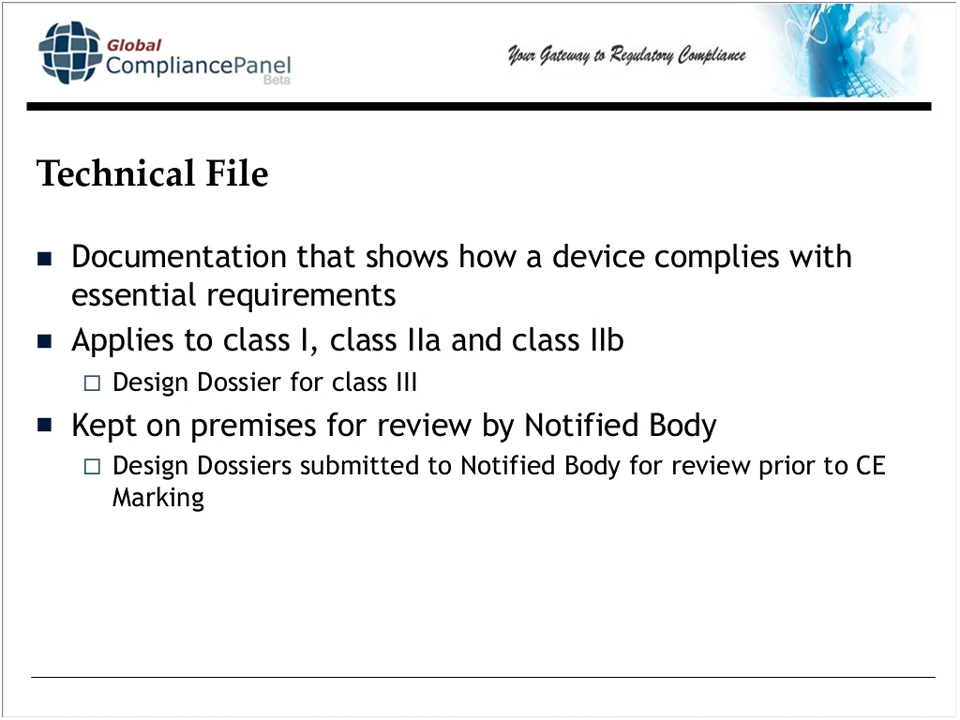 Global
CompliancePanel
Beta
Your Gateway to Regulatory Compliance
Technical File
Documentation that shows how a device complies with
essential requirements
Applies to class I, class IIa and class IIb
Design Dossier for class III
Kept on premises for review by Notified Body
Design Dossiers submitted to Notified Body for review prior to CE
Marking